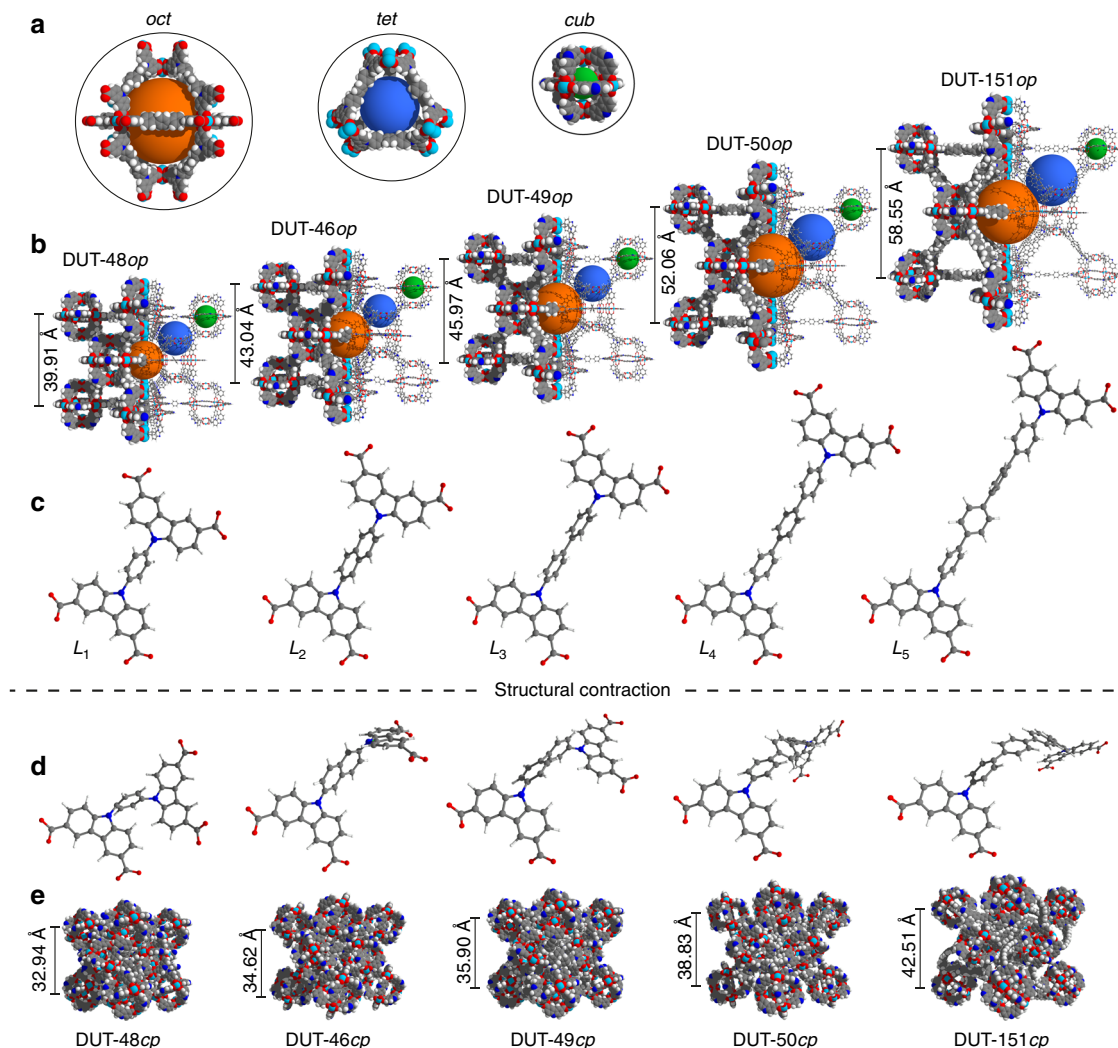 a
oct
tet
cub
DUT-151op
DUT-50op
58.55 Å
DUT-49op
52.06 Å
b
DUT-46op
45.97 Å
DUT-48op
43.04 Å
39.91 Å
c
L1
L2
L3
L4
L5
Structural contraction
d
e
32.94 Å
34.62 Å
35.90 Å
38.83 Å
42.51 Å
DUT-48cp
DUT-46cp
DUT-49cp
DUT-50cp
DUT-151cp